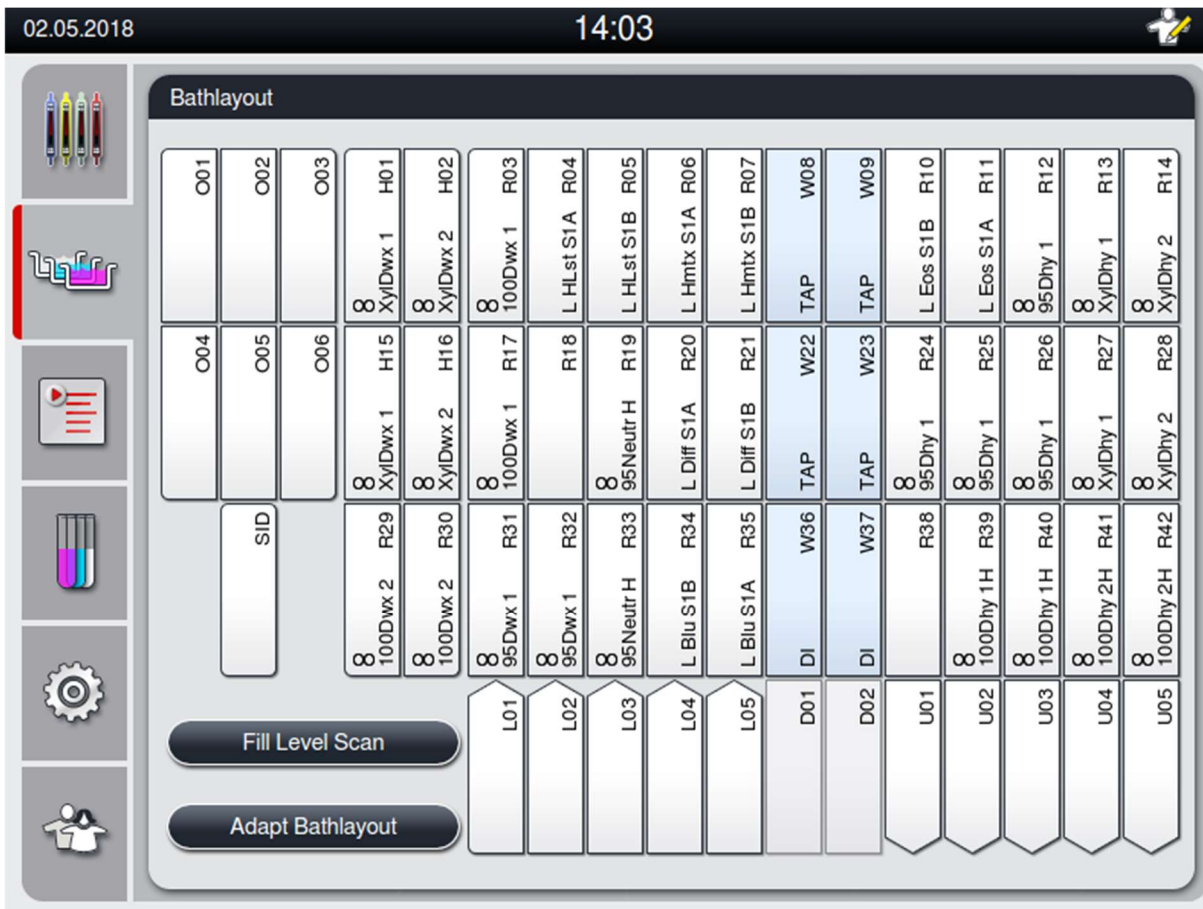 02.05.2018
14:03
Bathlayout
O01
O02
O03
XylDwx 1 H01
XylDwx 2 H02
100Dwx 1 R03
L HLst S1A R04
L HLst S1B R05
L Hmtx S1A R06
L Hmtx S1B R07
TAP W08
TAP W09
L Eos S1B R10
L Eos S1A R11
95Dhy 1 R12
XylDhy 1 R13
XylDhy 2 R14
O04
O05
O06
XylDwx 1 H15
XylDwx 2 H16
100Dwx 1 R17
R18
95Neutr H R19
L Diff S1A R20
L Diff S1B R21
TAP W22
TAP W23
95Dhy 1 R24
95Dhy 1 R25
95Dhy 1 R26
XylDhy 1 R27
XylDhy 2 R28
SID
100Dwx 2 R29
100Dwx 2 R30
95Dwx 1 R31
95Dwx 1 R32
95Neutr H R33
L Blu S1B R34
L Blu S1A R35
DI W36
DI W37
R38
100Dhy 1H R39
100Dhy 1H R40
100Dhy 2H R41
100Dhy 2H R42
L01
L02
L03
L04
L05
D01
D02
U01
U02
U03
U04
U05
Fill Level Scan
Adapt Bathlayout